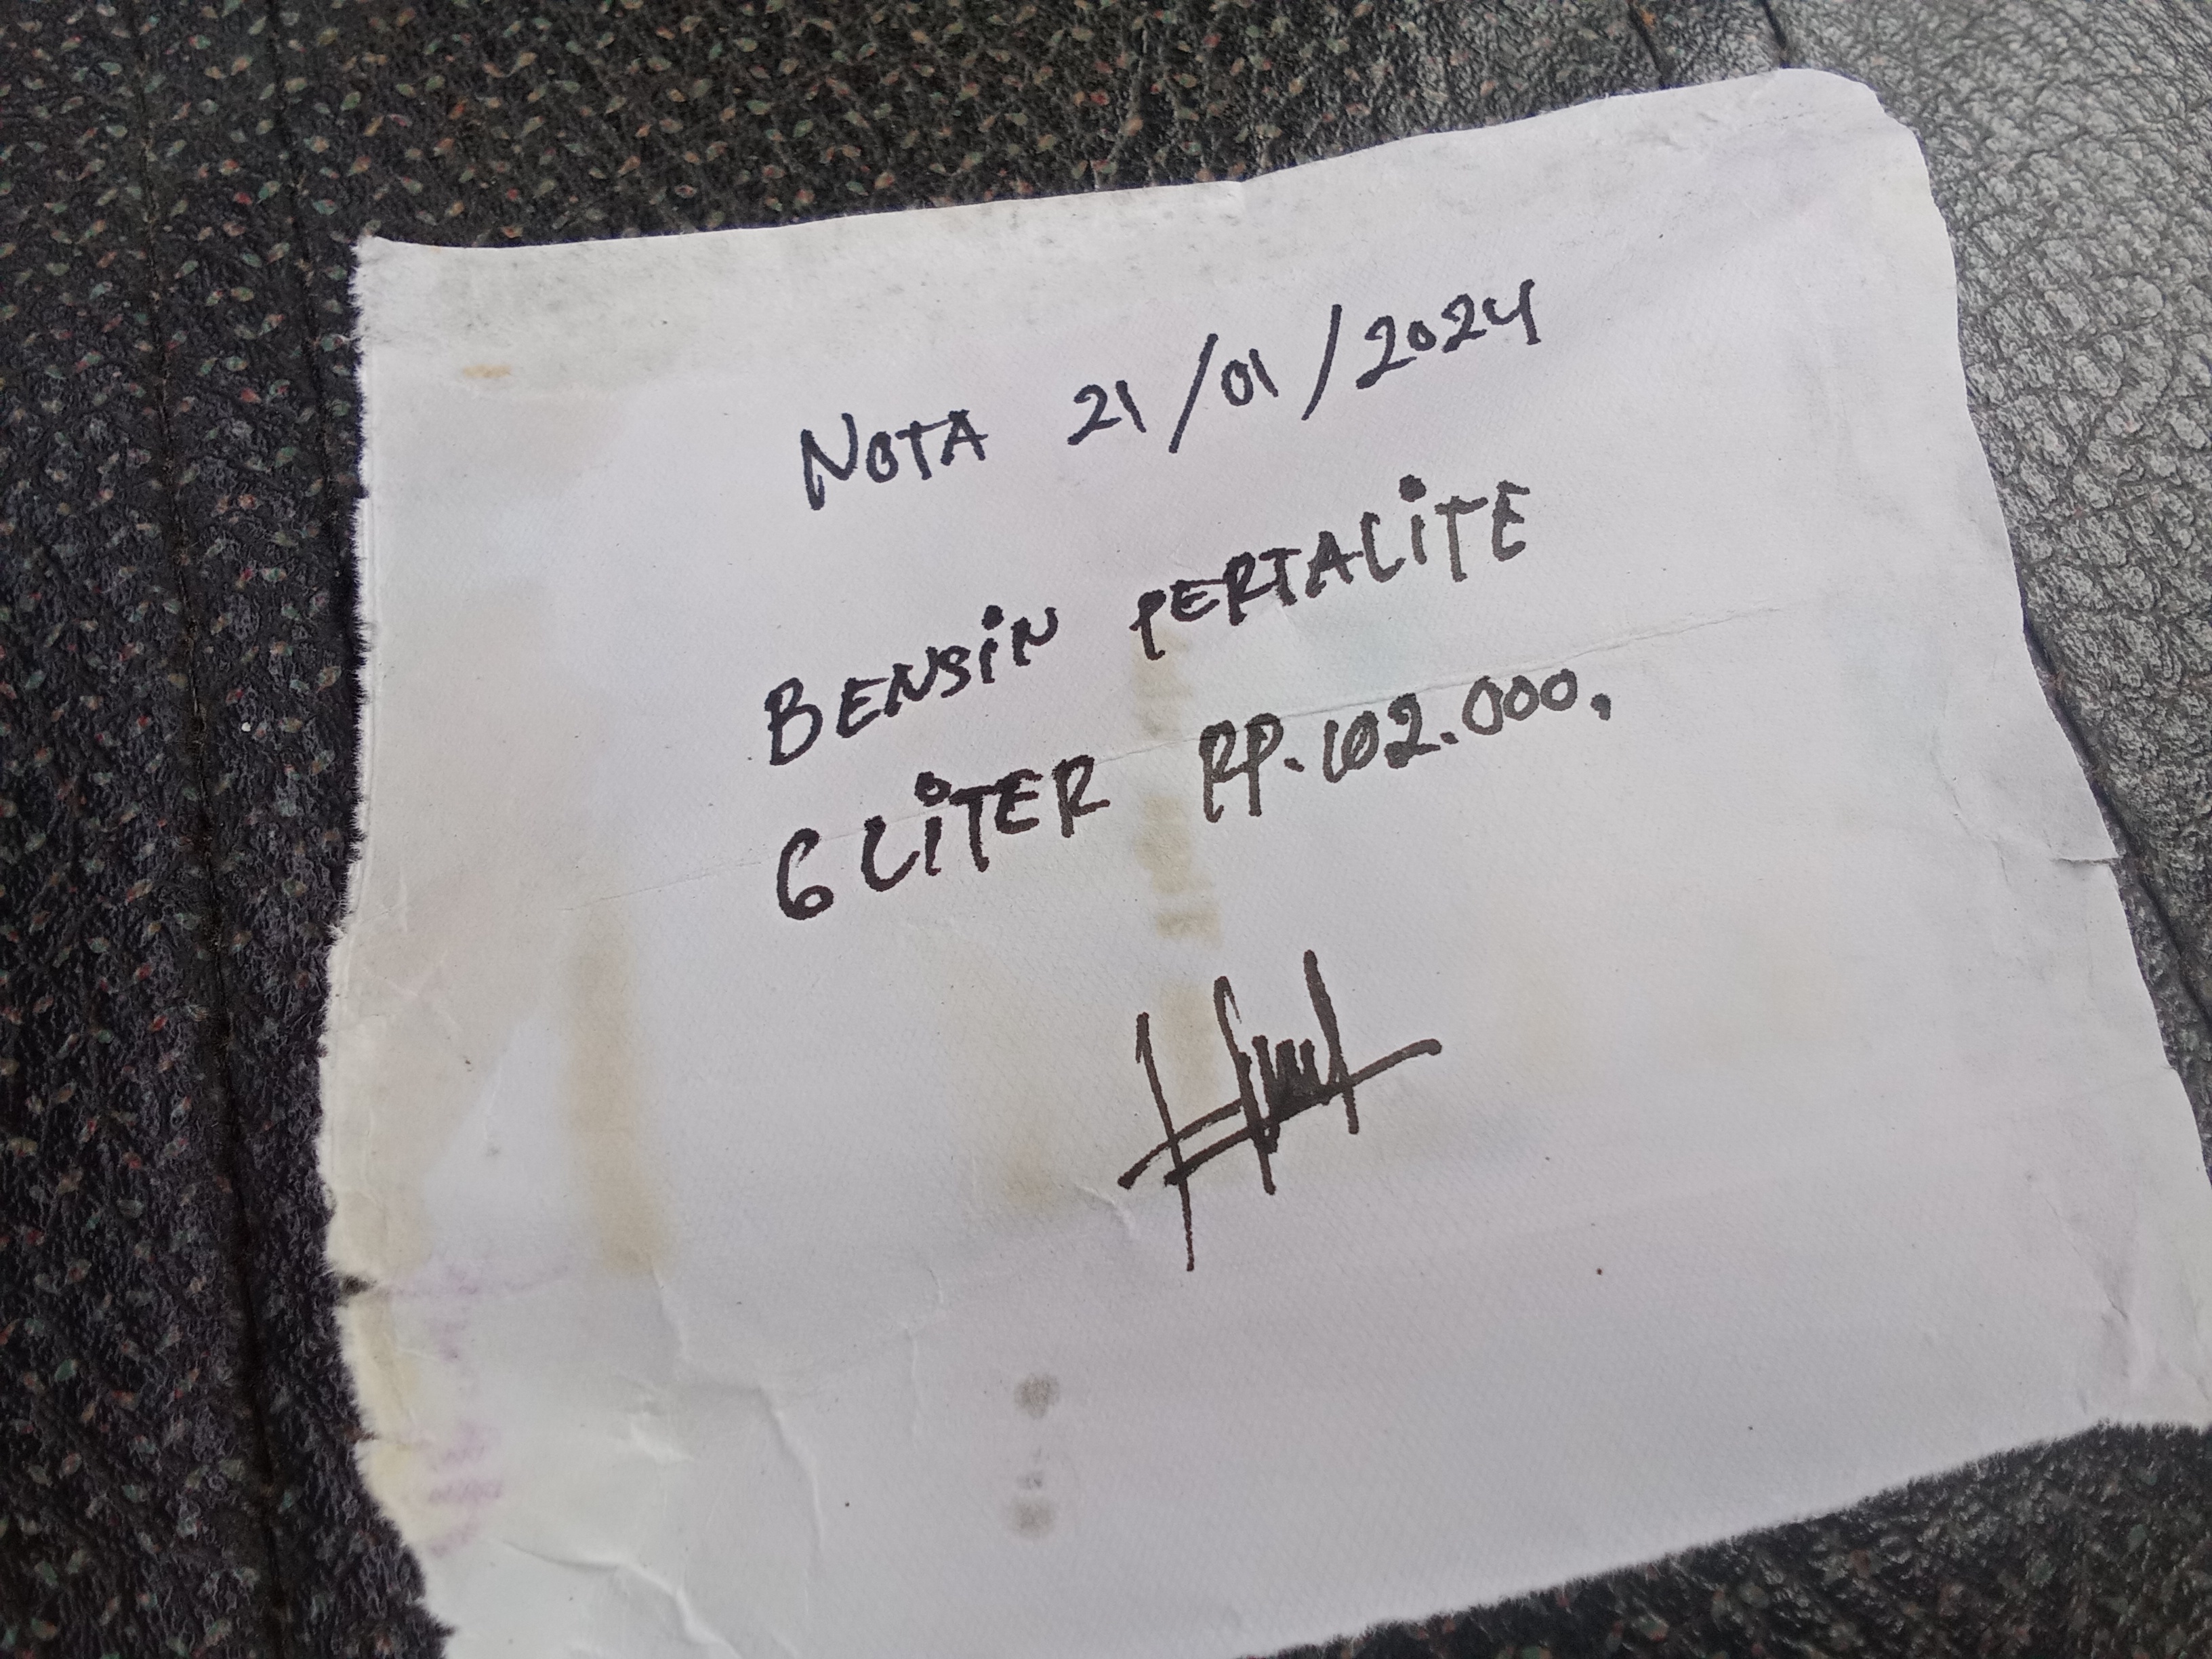 NOTA 21/01/2024
BENSiN PERTALiTE
6 LiTER RP.102.000,